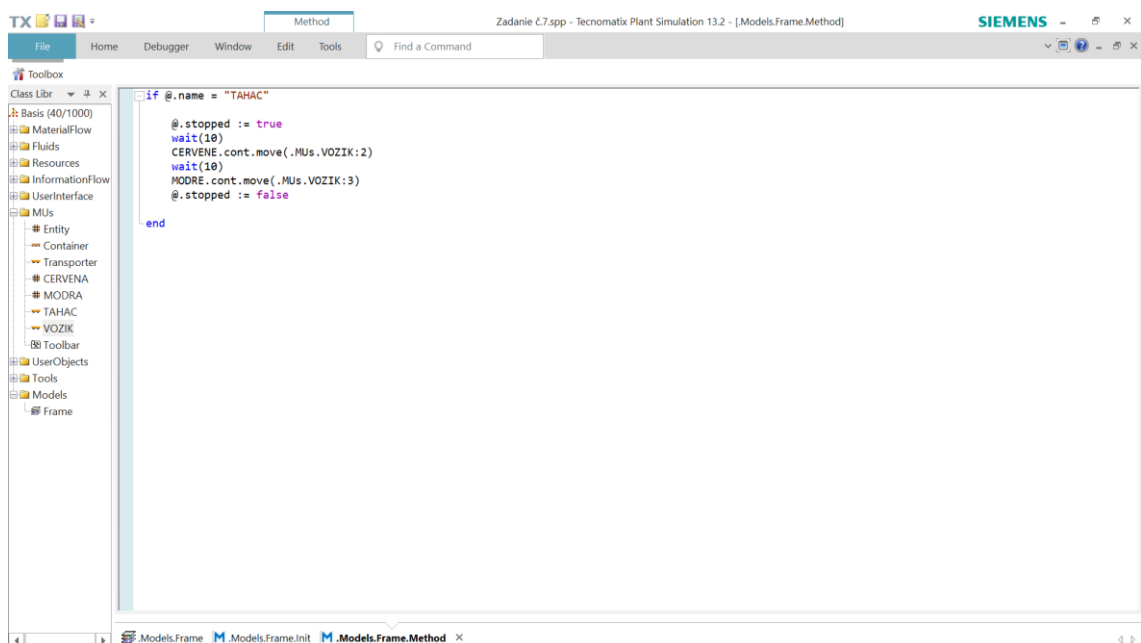 TX Method Zadanie č.7.spp - Tecnomatix Plant Simulation 13.2 - [.Models.Frame.Method] SIEMENS
File Home Debugger Window Edit Tools Find a Command
Toolbox
Class Libr
Basis (40/1000)
MaterialFlow
Fluids
Resources
InformationFlow
UserInterface
MUs
Entity
Container
Transporter
CERVENA
MODRA
TAHAC
VOZIK
Toolbar
UserObjects
Tools
Models
Frame
if @.name = "TAHAC"
@.stopped := true
wait(10)
CERVENE.cont.move(.MUs.VOZIK:2)
wait(10)
MODRE.cont.move(.MUs.VOZIK:3)
@.stopped := false
end
.Models.Frame M .Models.Frame.Init M .Models.Frame.Method